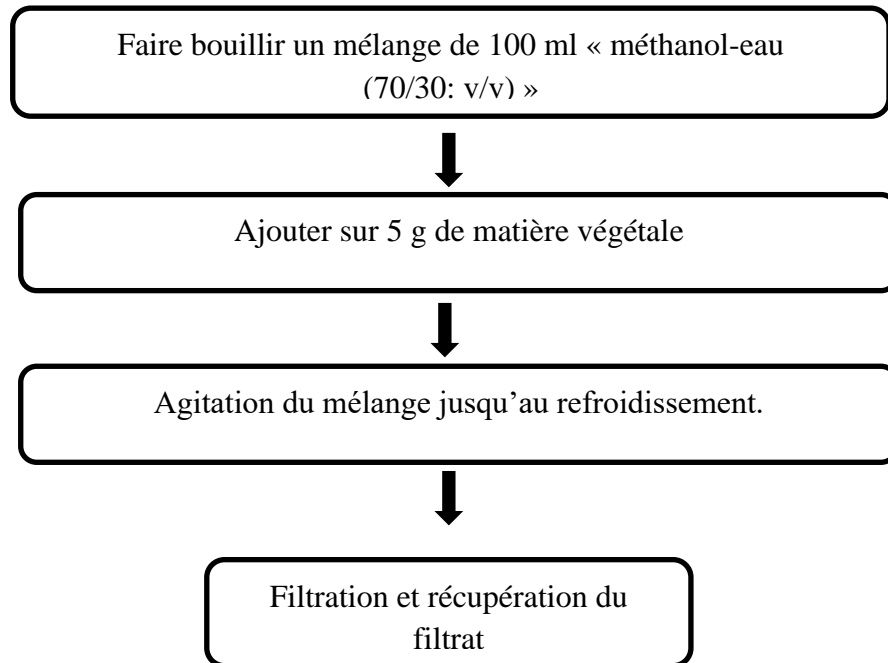 Faire bouillir un mélange de 100 ml « méthanol-eau
(70/30: v/v) »
Ajouter sur 5 g de matière végétale
Agitation du mélange jusqu’au refroidissement.
Filtration et récupération du
filtrat